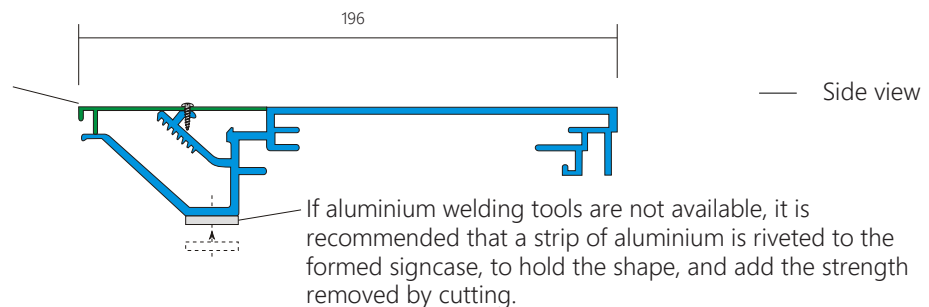 196
Side view
If aluminium welding tools are not available, it is
recommended that a strip of aluminium is riveted to the
formed signcase, to hold the shape, and add the strength
removed by cutting.